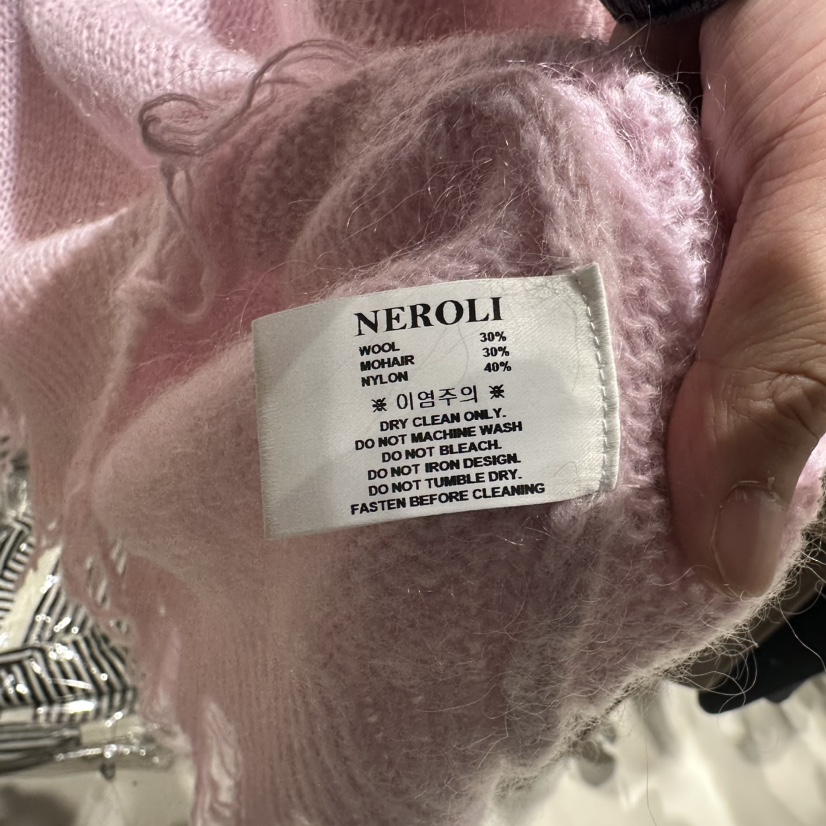 NEROLI
WOOL 30%
MOHAIR 30%
NYLON 40%
※ 이염주의 ※
DRY CLEAN ONLY.
DO NOT MACHINE WASH
DO NOT BLEACH.
DO NOT IRON DESIGN.
DO NOT TUMBLE DRY.
FASTEN BEFORE CLEANING